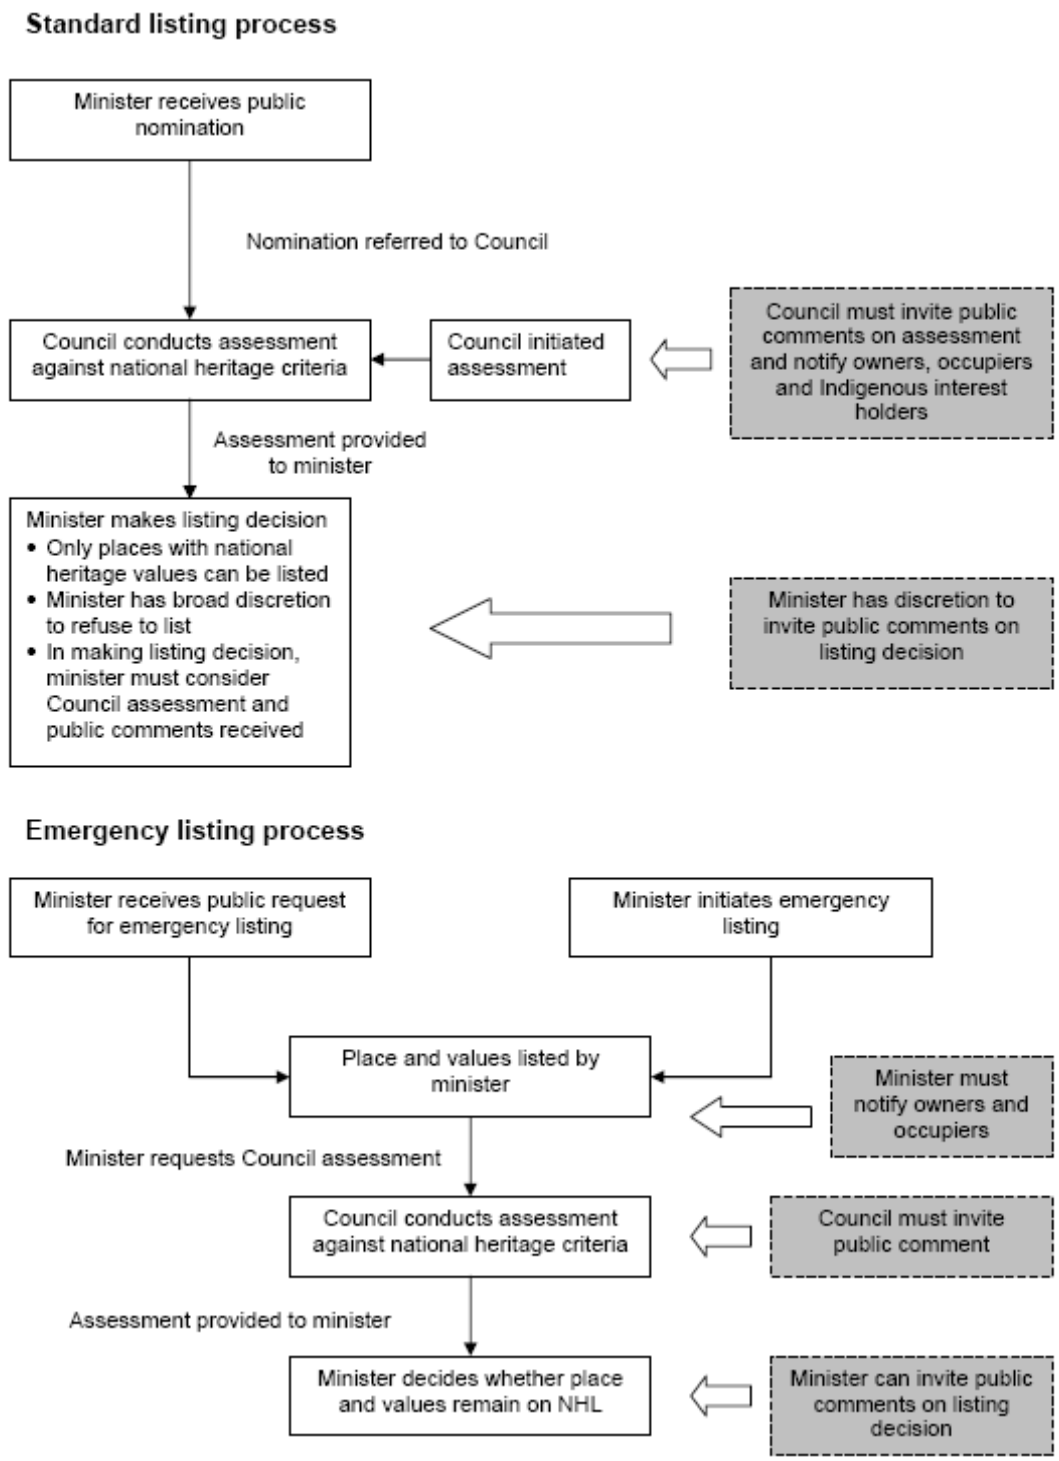 Standard listing process
Minister receives public
nomination
Nomination referred to Council
Council conducts assessment
against national heritage criteria
Council initiated
assessment
Council must invite public
comments on assessment
and notify owners, occupiers
and Indigenous interest
holders
Assessment provided
to minister
Minister makes listing decision
• Only places with national
heritage values can be listed
• Minister has broad discretion
to refuse to list
• In making listing decision,
minister must consider
Council assessment and
public comments received
Minister has discretion to
invite public comments on
listing decision
Emergency listing process
Minister receives public request
for emergency listing
Minister initiates emergency
listing
Place and values listed by
minister
Minister must
notify owners and
occupiers
Minister requests Council assessment
Council conducts assessment
against national heritage criteria
Council must invite
public comment
Assessment provided to minister
Minister decides whether place
and values remain on NHL
Minister can invite public
comments on listing
decision